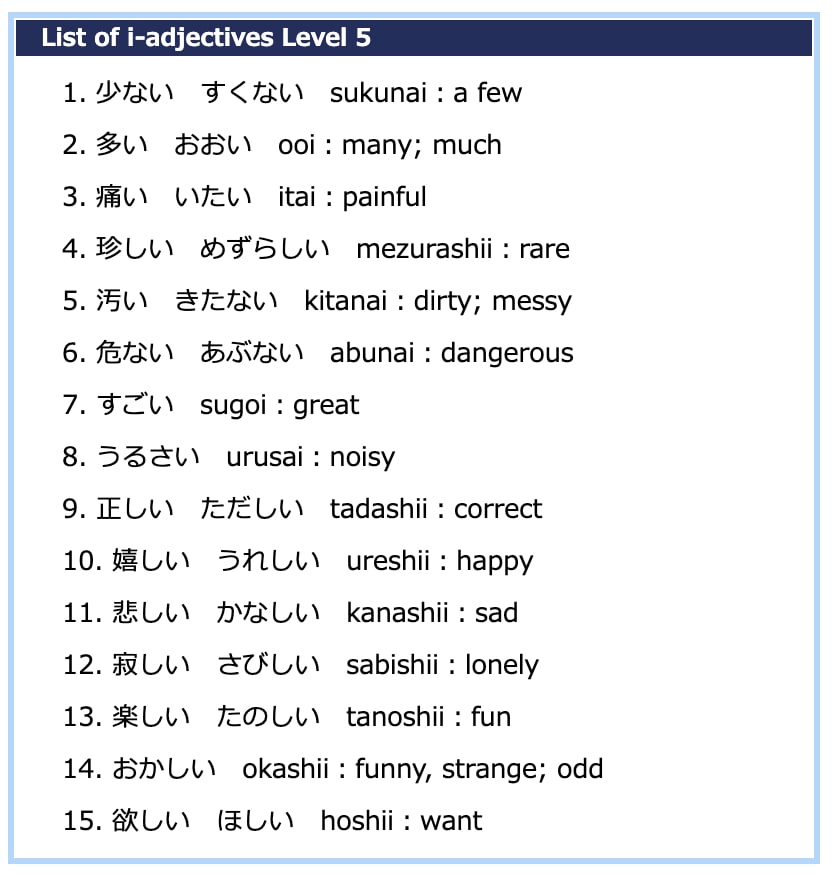 List of i-adjectives Level 5
1. 少ない　すくない　sukunai : a few
2. 多い　おおい　ooi : many; much
3. 痛い　いたい　itai : painful
4. 珍しい　めずらしい　mezurashii : rare
5. 汚い　きたない　kitanai : dirty; messy
6. 危ない　あぶない　abunai : dangerous
7. すごい　sugoi : great
8. うるさい　urusai : noisy
9. 正しい　ただしい　tadashii : correct
10. 嬉しい　うれしい　ureshii : happy
11. 悲しい　かなしい　kanashii : sad
12. 寂しい　さびしい　sabishii : lonely
13. 楽しい　たのしい　tanoshii : fun
14. おかしい　okashii : funny, strange; odd
15. 欲しい　ほしい　hoshii : want